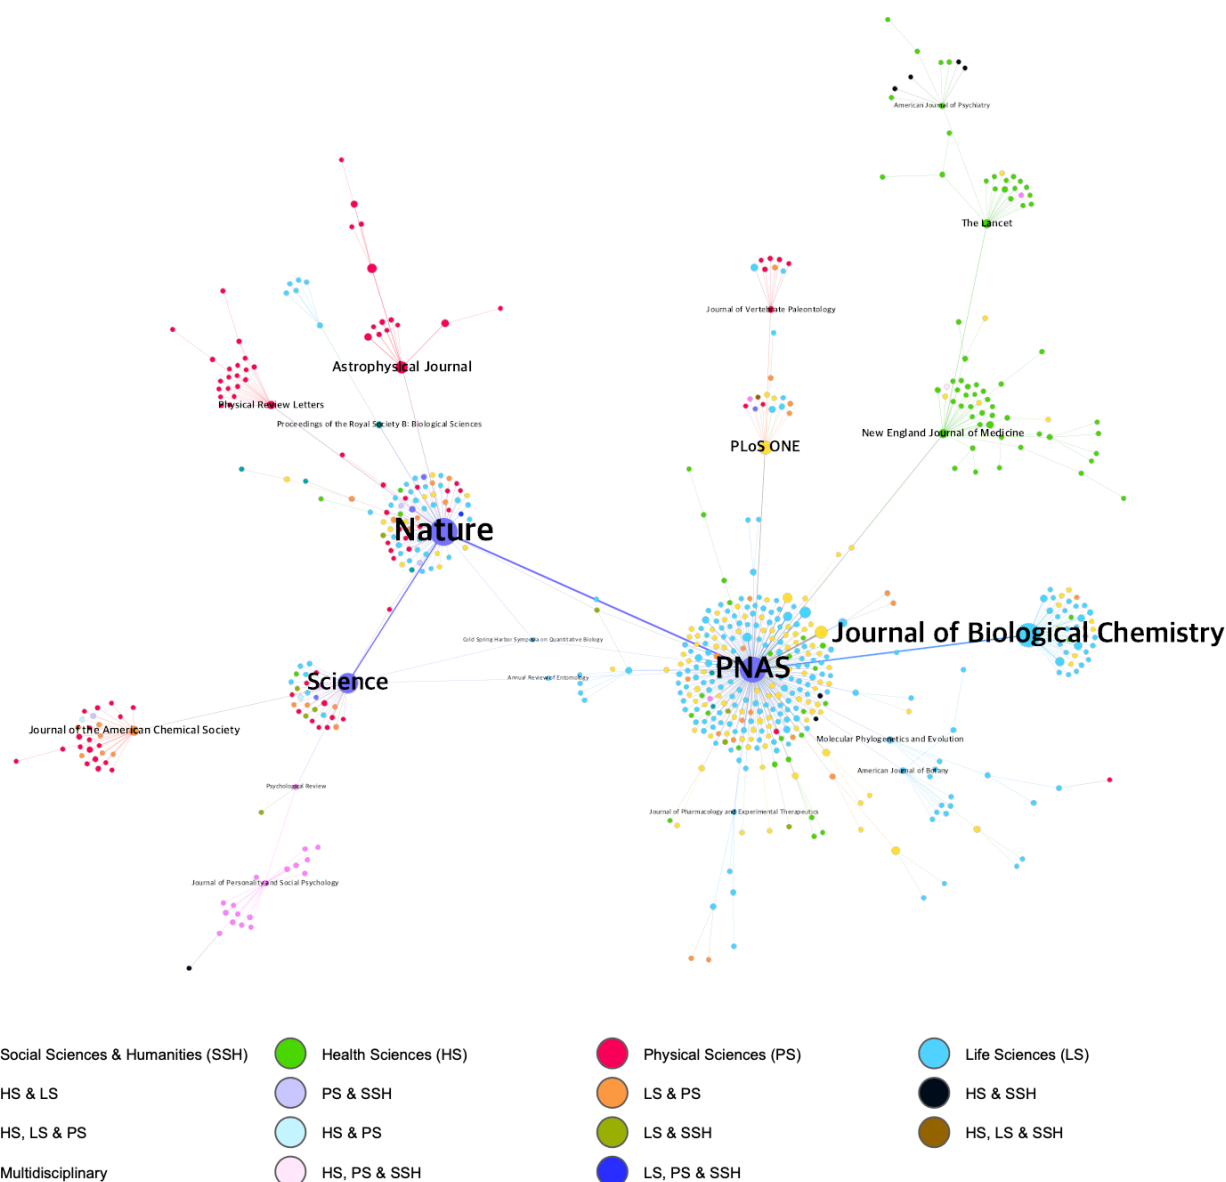 American Journal of Psychiatry
The Lancet
Journal of Vertebrate Paleontology
Astrophysical Journal
Physical Review Letters
Proceedings of the Royal Society B: Biological Sciences
New England Journal of Medicine
PLoS ONE
Nature
Cold Spring Harbor Symposia on Quantitative Biology
Journal of Biological Chemistry
PNAS
Annual Review of Entomology
Science
Journal of the American Chemical Society
Molecular Phylogenetics and Evolution
American Journal of Botany
Psychological Review
Journal of Pharmacology and Experimental Therapeutics
Journal of Personality and Social Psychology
Social Sciences & Humanities (SSH) Health Sciences (HS) Physical Sciences (PS) Life Sciences (LS)
HS & LS PS & SSH LS & PS HS & SSH
HS, LS & PS HS & PS LS & SSH HS, LS & SSH
Multidisciplinary HS, PS & SSH LS, PS & SSH